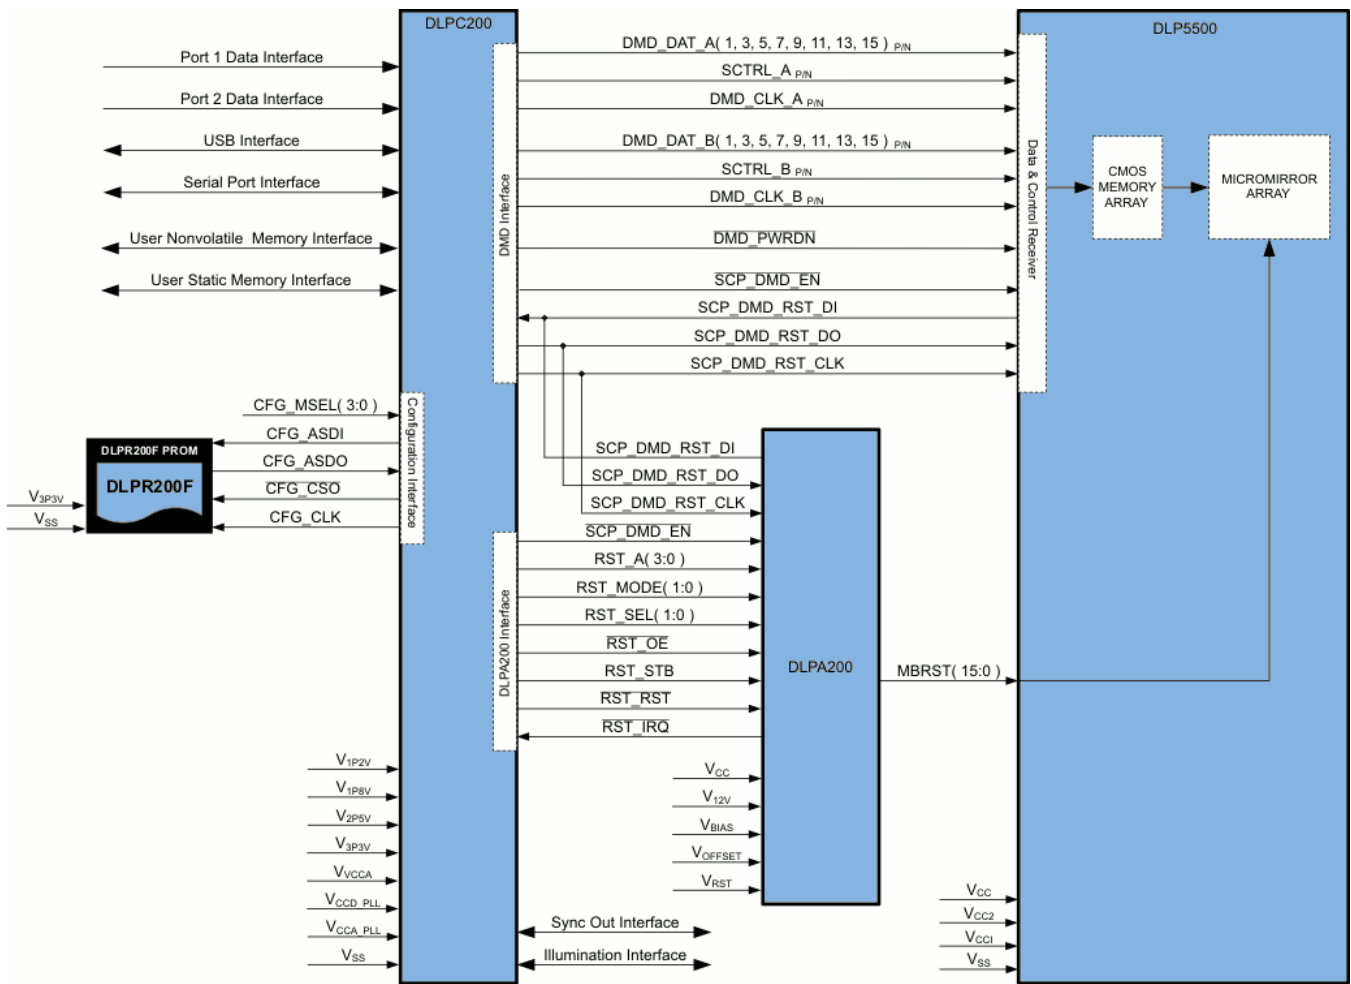 DLPC200
DLP5500
Port 1 Data Interface
Port 2 Data Interface
USB Interface
Serial Port Interface
User Nonvolatile Memory Interface
User Static Memory Interface
DMD Interface
DMD_DAT_A( 1, 3, 5, 7, 9, 11, 13, 15 ) P/N
SCTRL_A P/N
DMD_CLK_A P/N
DMD_DAT_B( 1, 3, 5, 7, 9, 11, 13, 15 ) P/N
SCTRL_B P/N
DMD_CLK_B P/N
DMD_PWRDN
SCP_DMD_EN
SCP_DMD_RST_DI
SCP_DMD_RST_DO
SCP_DMD_RST_CLK
Data & Control Receiver
CMOS
MEMORY
ARRAY
MICROMIRROR
ARRAY
CFG_MSEL( 3:0 )
CFG_ASDI
CFG_ASDO
CFG_CSO
CFG_CLK
Configuration Interface
DLPR200F PROM
DLPR200F
V3P3V
VSS
SCP_DMD_RST_DI
SCP_DMD_RST_DO
SCP_DMD_RST_CLK
SCP_DMD_EN
RST_A( 3:0 )
RST_MODE( 1:0 )
RST_SEL( 1:0 )
RST_OE
RST_STB
RST_RST
RST_IRQ
DLPA200 Interface
DLPA200
MBRST( 15:0 )
V1P2V
V1P8V
V2P5V
V3P3V
VVCCA
VCCD_PLL
VCCA_PLL
VSS
VCC
V12V
VBIAS
VOFFSET
VRST
Sync Out Interface
Illumination Interface
VCC
VCC2
VCCI
VSS